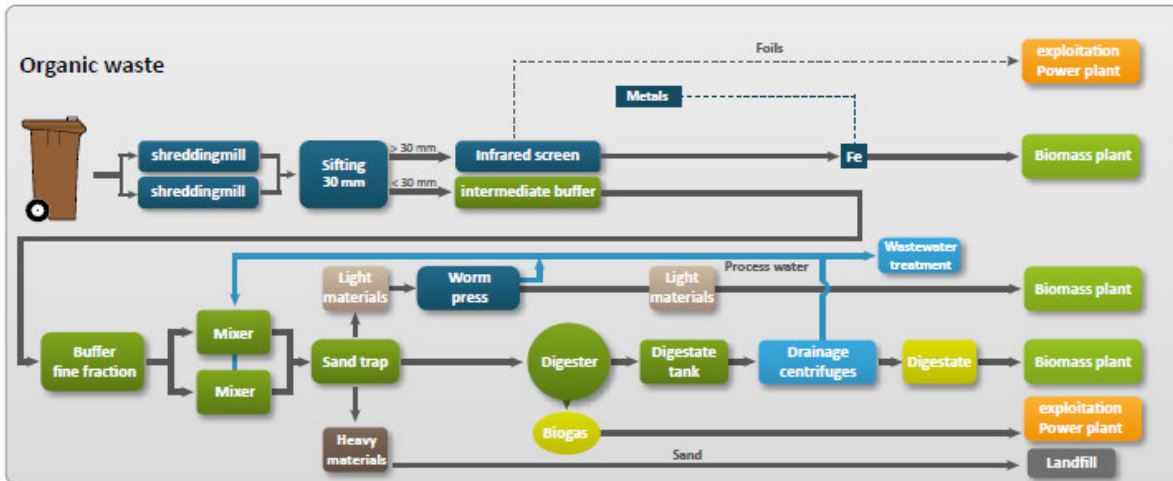 Foils
exploitation
Power plant
Organic waste
Metals
shreddingmill
shreddingmill
Sifting
30 mm
> 30 mm
< 30 mm
Infrared screen
intermediate buffer
Fe
Biomass plant
Wastewater
treatment
Process water
Light
materials
Worm
press
Light
materials
Biomass plant
Buffer
fine fraction
Mixer
Mixer
Sand trap
Digester
Digestate
tank
Drainage
centrifuges
Digestate
Biomass plant
Biogas
exploitation
Power plant
Heavy
materials
Sand
Landfill